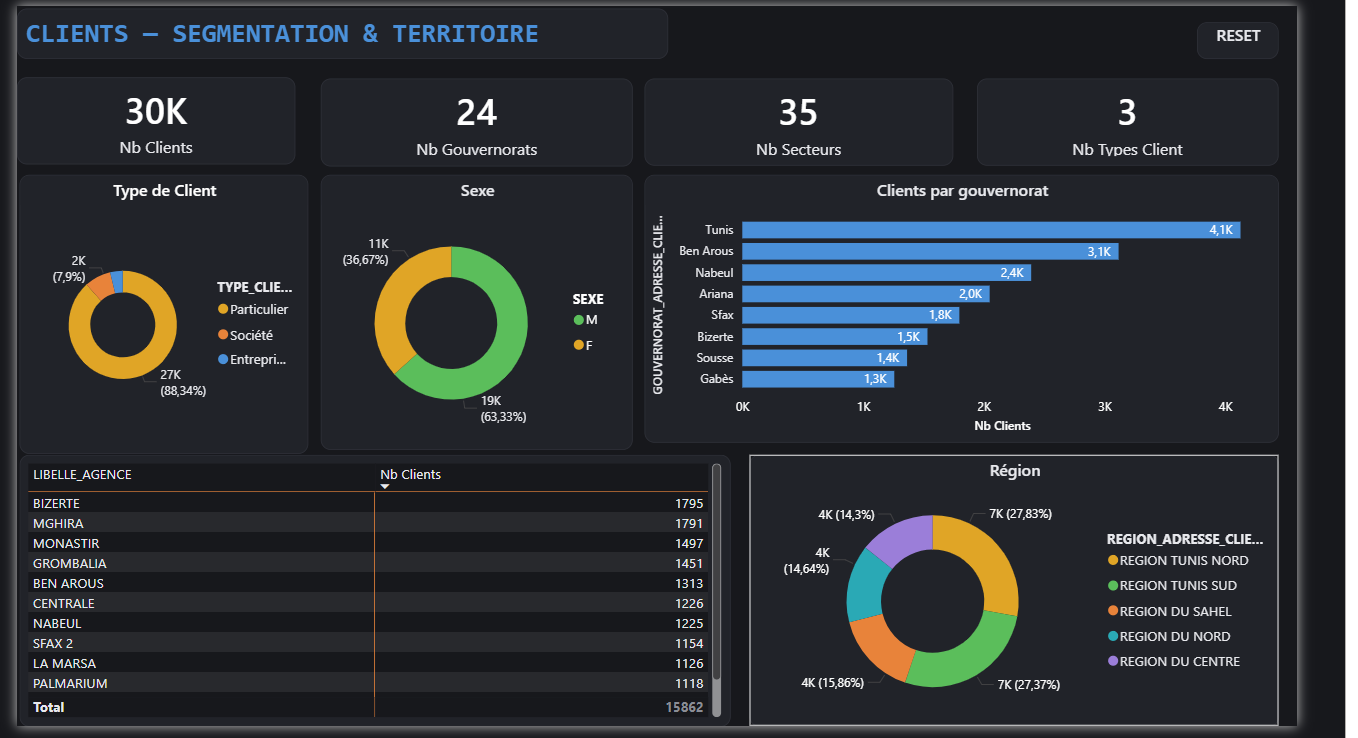 CLIENTS — SEGMENTATION & TERRITOIRE
RESET
30K
Nb Clients
24
Nb Gouvernorats
35
Nb Secteurs
3
Nb Types Client
Type de Client
2K
(7,9%)
27K
(88,34%)
TYPE_CLIE...
Particulier
Société
Entrepri...
Sexe
11K
(36,67%)
19K
(63,33%)
SEXE
M
F
Clients par gouvernorat
GOUVERNORAT_ADRESSE_CLIE...
Tunis 4,1K
Ben Arous 3,1K
Nabeul 2,4K
Ariana 2,0K
Sfax 1,8K
Bizerte 1,5K
Sousse 1,4K
Gabès 1,3K
0K 1K 2K 3K 4K
Nb Clients
LIBELLE_AGENCE Nb Clients
BIZERTE 1795
MGHIRA 1791
MONASTIR 1497
GROMBALIA 1451
BEN AROUS 1313
CENTRALE 1226
NABEUL 1225
SFAX 2 1154
LA MARSA 1126
PALMARIUM 1118
Total 15862
Région
4K (14,3%)
7K (27,83%)
4K
(14,64%)
4K (15,86%)
7K (27,37%)
REGION_ADRESSE_CLIE...
REGION TUNIS NORD
REGION TUNIS SUD
REGION DU SAHEL
REGION DU NORD
REGION DU CENTRE